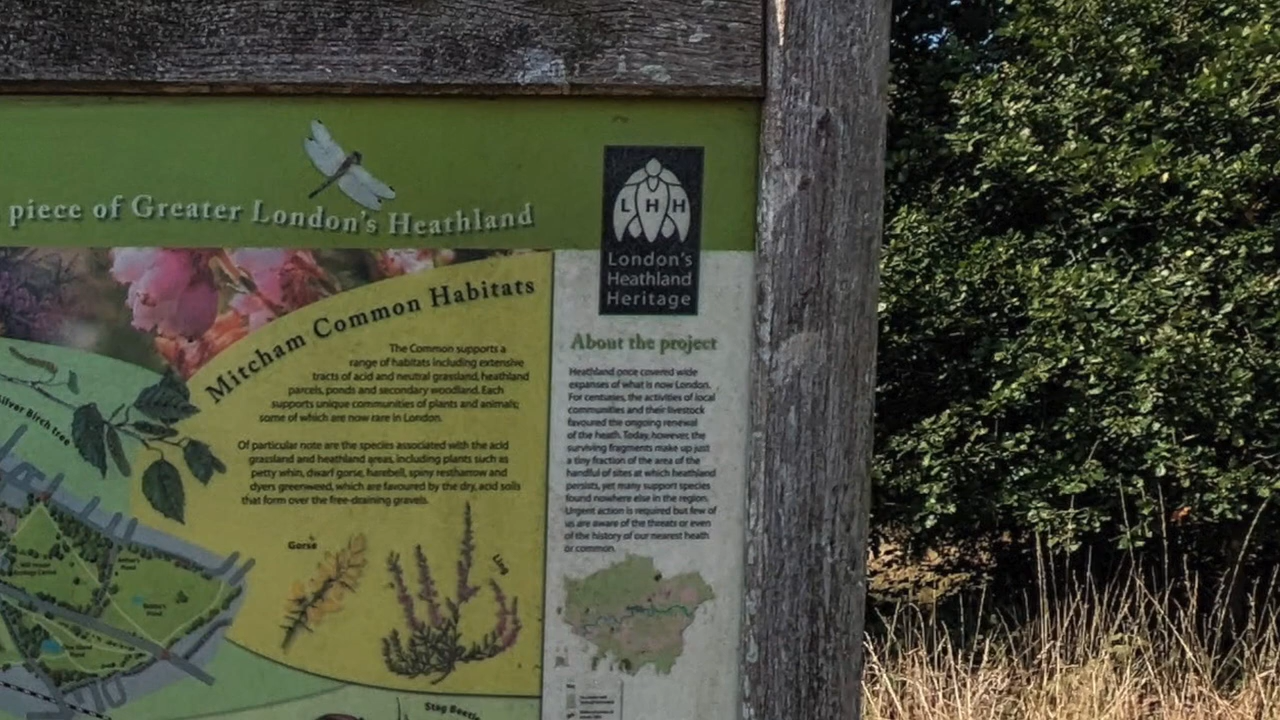 piece of Greater London's Heathland
L H H
London's
Heathland
Heritage
Mitcham Common Habitats
The Common supports a
range of habitats including extensive
tracts of acid and neutral grassland, heathland
parcels, ponds and secondary woodland. Each
supports unique communities of plants and animals;
some of which are now rare in London.
Of particular note are the species associated with the acid
grassland and heathland areas, including plants such as
petty whin, dwarf gorse, harebell, spiny restharrow and
dyers greenweed, which are favoured by the dry, acid soils
that form over the free-draining gravels.
About the project
Heathland once covered wide
expanses of what is now London.
For centuries, the activities of local
communities and their livestock
favoured the ongoing renewal
of the heath. Today, however, the
surviving fragments make up just
a tiny fraction of the area of the
handful of sites at which heathland
persists, yet many support species
found nowhere else in the region.
Urgent action is required but few of
us are aware of the threats or even
of the history of our nearest heath
or common.
Silver Birch tree
Gorse
Ling
Stag Beetle